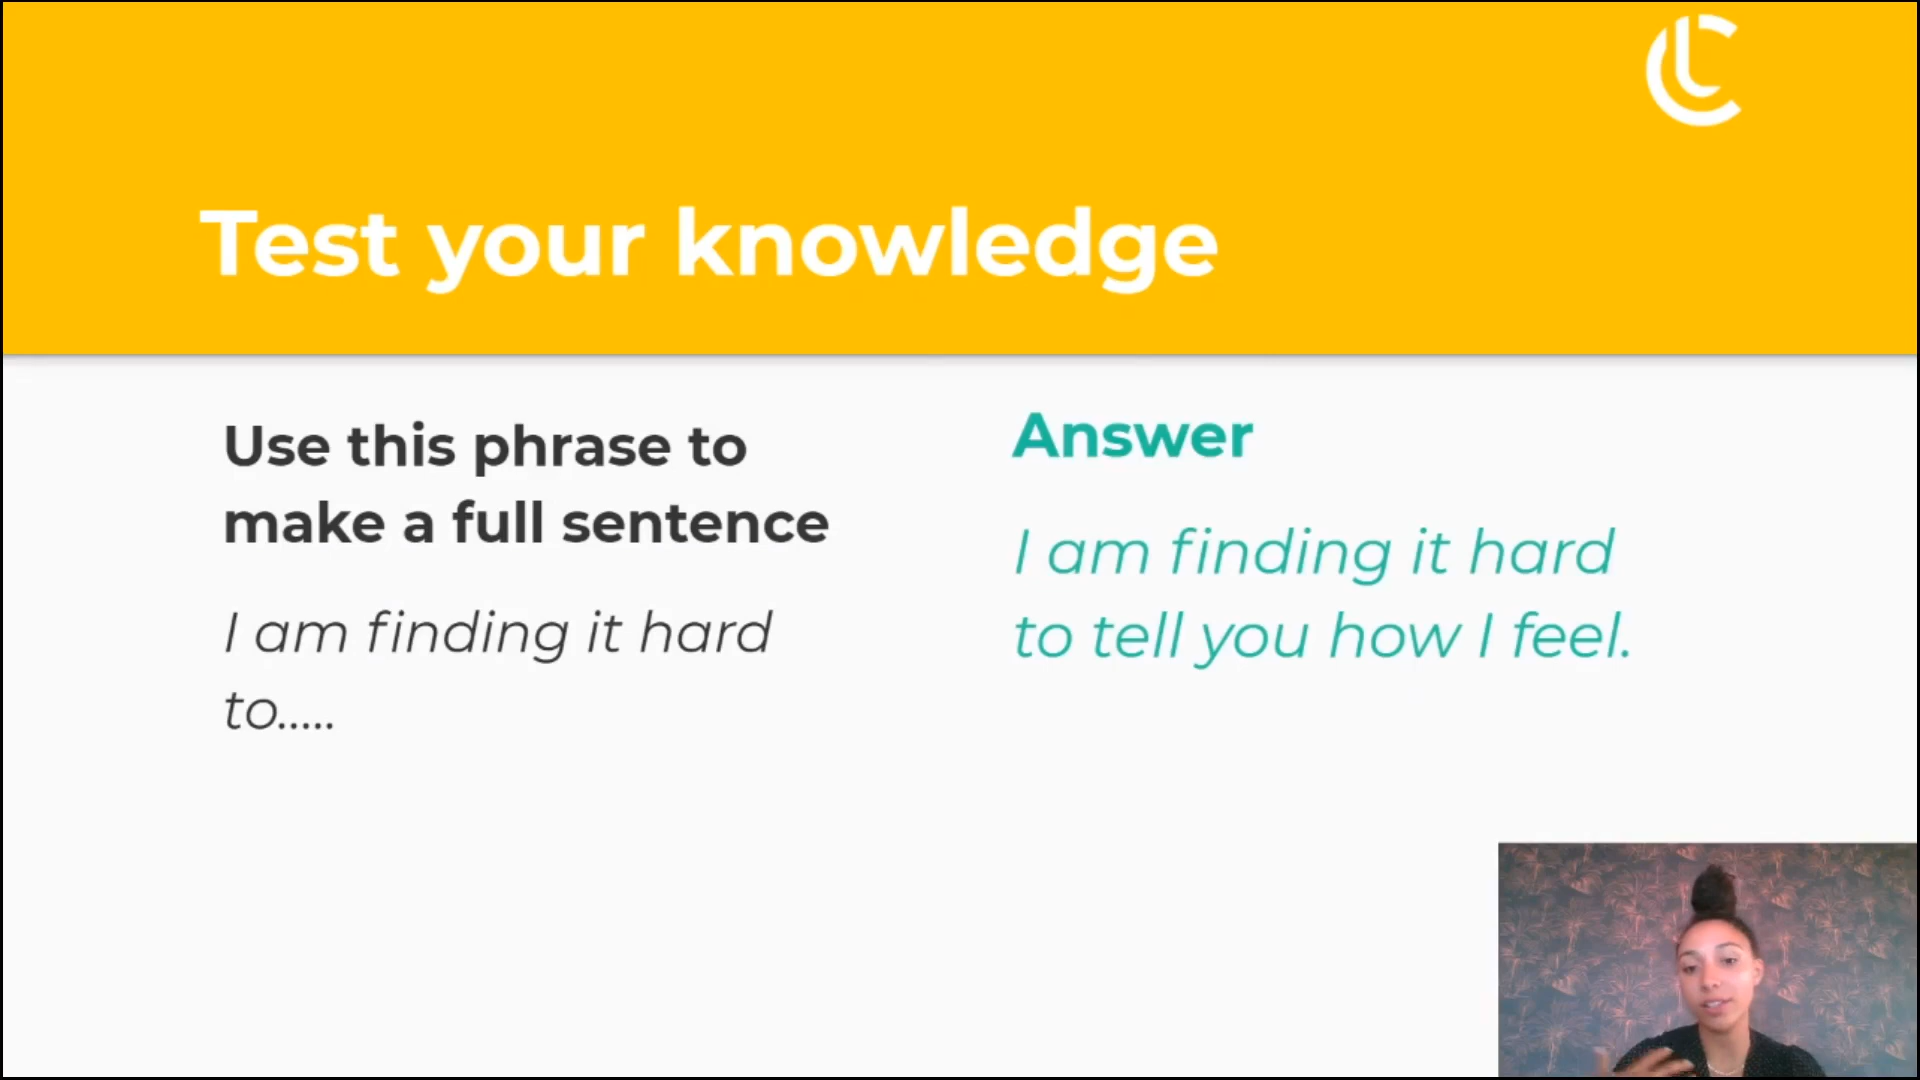 Test your knowledge
Use this phrase to
make a full sentence
I am finding it hard
to.....
Answer
I am finding it hard
to tell you how I feel.